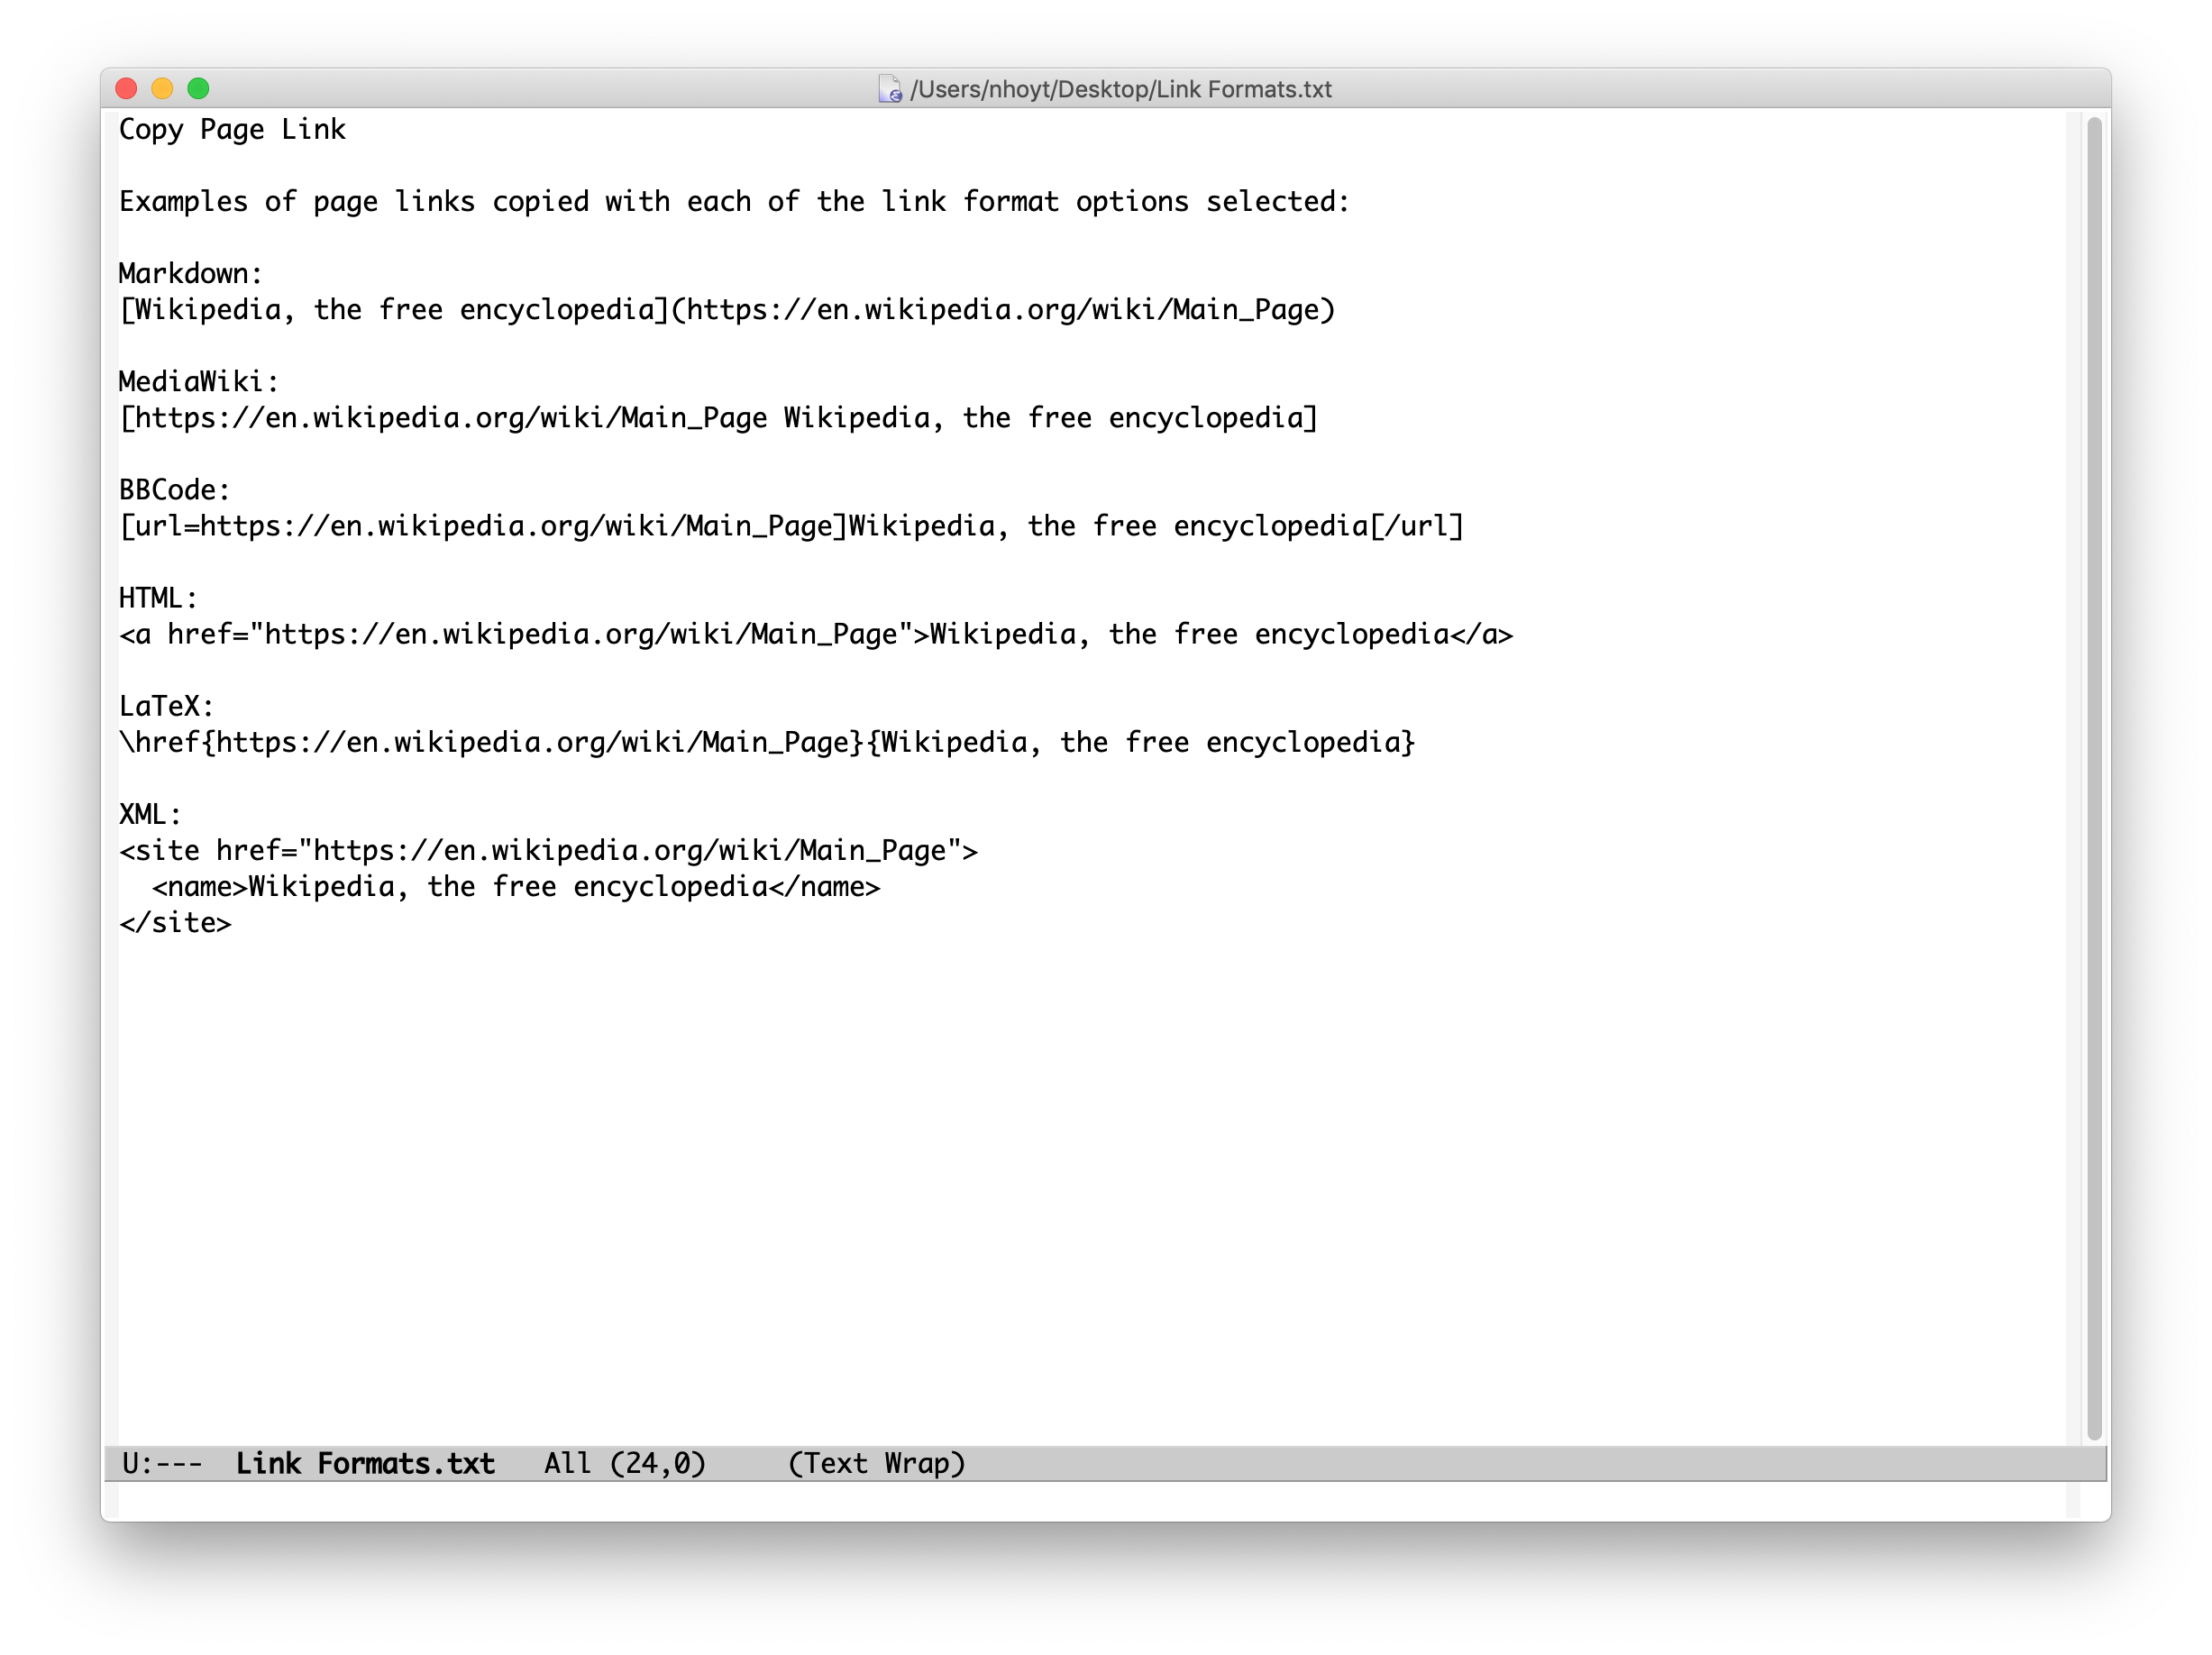 /Users/nhoyt/Desktop/Link Formats.txt
Copy Page Link
Examples of page links copied with each of the link format options selected:
Markdown:
[Wikipedia, the free encyclopedia](https://en.wikipedia.org/wiki/Main_Page)
MediaWiki:
[https://en.wikipedia.org/wiki/Main_Page Wikipedia, the free encyclopedia]
BBCode:
[url=https://en.wikipedia.org/wiki/Main_Page]Wikipedia, the free encyclopedia[/url]
HTML:
<a href="https://en.wikipedia.org/wiki/Main_Page">Wikipedia, the free encyclopedia</a>
LaTeX:
\href{https://en.wikipedia.org/wiki/Main_Page}{Wikipedia, the free encyclopedia}
XML:
<site href="https://en.wikipedia.org/wiki/Main_Page">
  <name>Wikipedia, the free encyclopedia</name>
</site>
U:---  Link Formats.txt   All (24,0)     (Text Wrap)